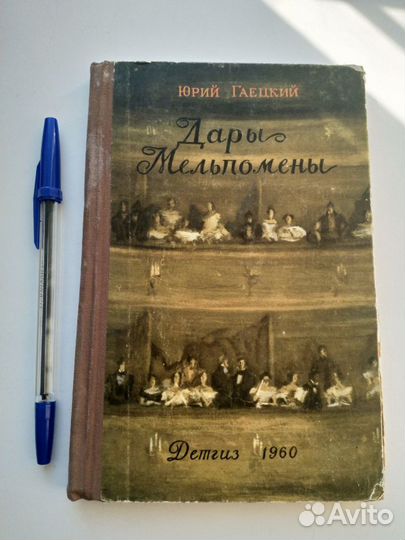 Юрий Гаецкий
Дары
Мельпомены
Детгиз 1960
Avito